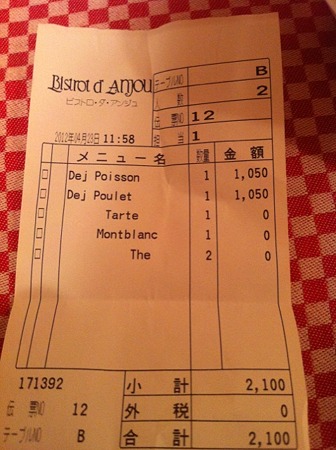 Bistrot d' ANJOU
ビストロ・ダ・アンジュ
テーブルNO B
人 数 2
伝 票NO 12
2012年04月23日 11:58 担 当 1
メニュー名 数量 金 額
Dej Poisson 1 1,050
Dej Poulet 1 1,050
Tarte 1 0
Montblanc 1 0
The 2 0
171392 小 計 2,100
伝 票NO 12 外 税 0
テーブルNO B 合 計 2,100